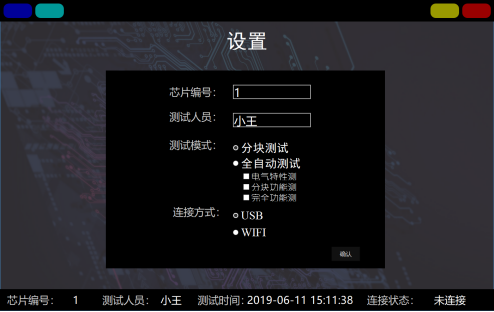 设置
芯片编号： 1
测试人员： 小王
测试模式： 分块测试
全自动测试
电气特性测
分块功能测
完全功能测
连接方式： USB
WIFI
确认
芯片编号： 1 测试人员： 小王 测试时间：2019-06-11 15:11:38 连接状态： 未连接